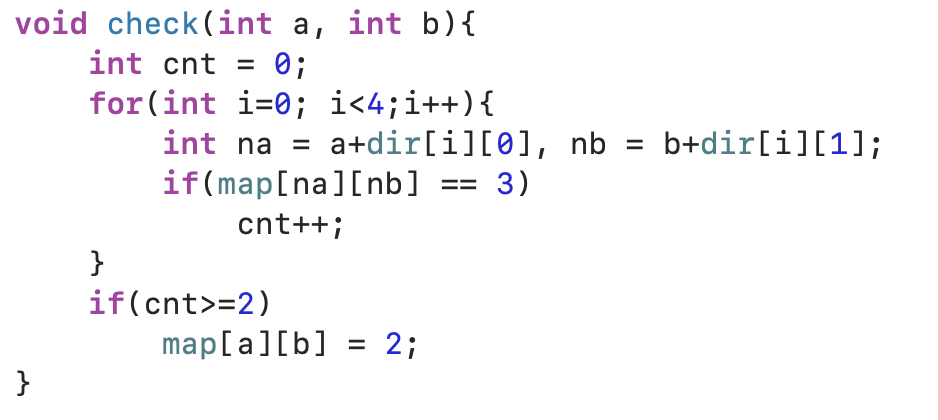 void check(int a, int b){
    int cnt = 0;
    for(int i=0; i<4;i++){
        int na = a+dir[i][0], nb = b+dir[i][1];
        if(map[na][nb] == 3)
            cnt++;
    }
    if(cnt>=2)
        map[a][b] = 2;
}